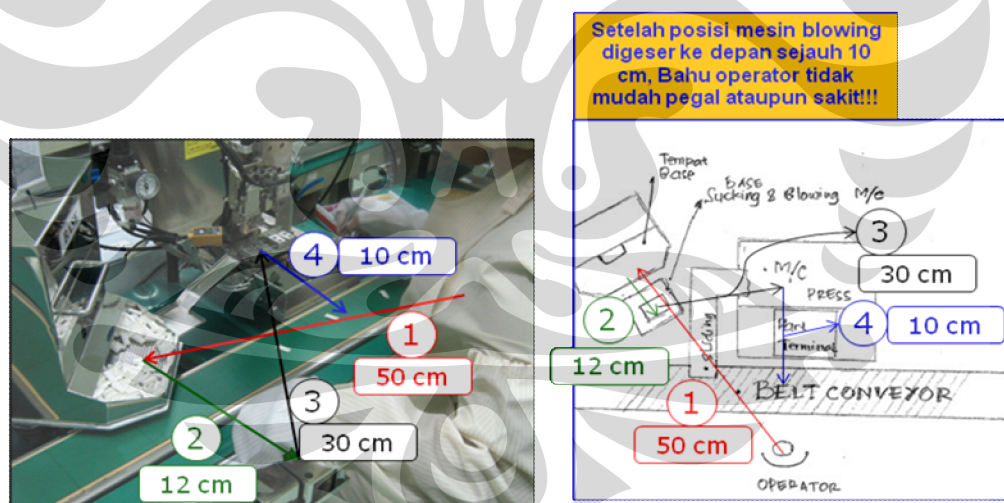 Setelah posisi mesin blowing
digeser ke depan sejauh 10
cm, Bahu operator tidak
mudah pegal ataupun sakit!!!
4 10 cm
1
50 cm
3
30 cm
2
12 cm
Tempat
Base
BASE
Sucking & Blowing M/C
3
30 cm
M/C
PRESS
2
12 cm
Sliding
Part
Terminal
4 10 cm
1
50 cm
BELT CONVEYOR
OPERATOR